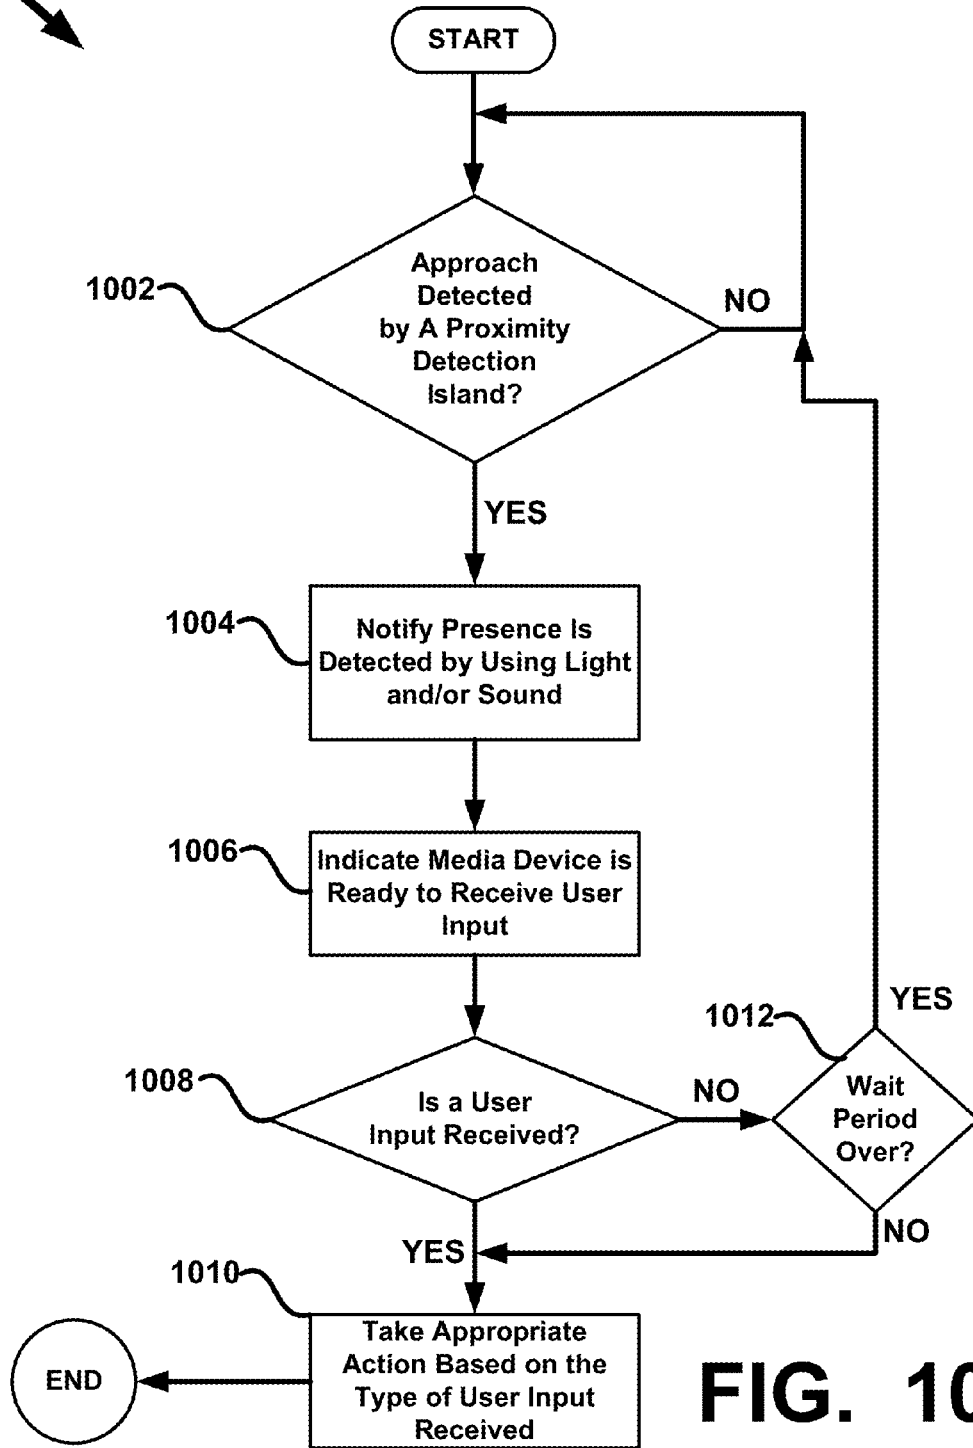 START
Approach
Detected
by A Proximity
Detection
Island?
1002
NO
YES
1004
Notify Presence Is
Detected by Using Light
and/or Sound
1006
Indicate Media Device is
Ready to Receive User
Input
1008
Is a User
Input Received?
NO
1012
YES
Wait
Period
Over?
NO
YES
1010
Take Appropriate
Action Based on the
Type of User Input
Received
END
FIG. 10